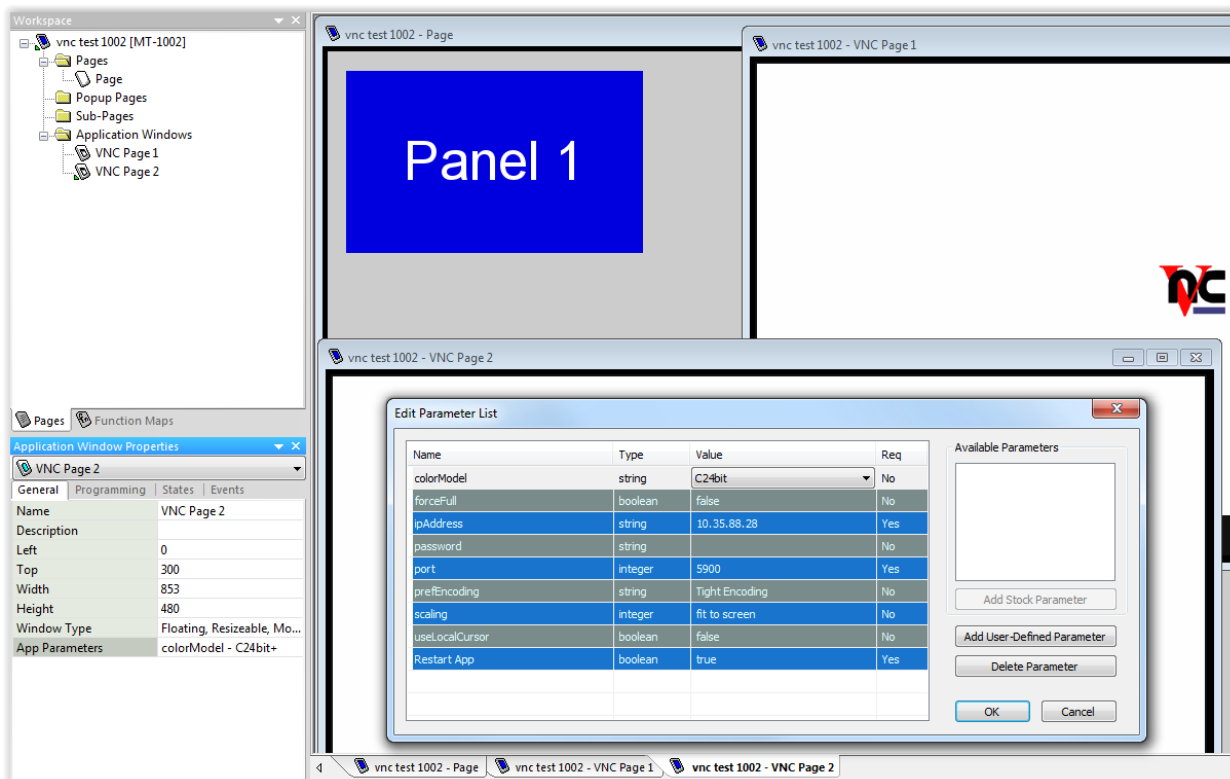 Workspace
vnc test 1002 [MT-1002]
Pages
Page
Popup Pages
Sub-Pages
Application Windows
VNC Page 1
VNC Page 2
Pages Function Maps
Application Window Properties
VNC Page 2
General Programming States Events
Name VNC Page 2
Description
Left 0
Top 300
Width 853
Height 480
Window Type Floating, Resizeable, Mo...
App Parameters colorModel - C24bit+
vnc test 1002 - Page
Panel 1
vnc test 1002 - VNC Page 1
VNC
vnc test 1002 - VNC Page 2
Edit Parameter List
Name Type Value Req
colorModel string C24bit No
forceFull boolean false No
ipAddress string 10.35.88.28 Yes
password string No
port integer 5900 Yes
prefEncoding string Tight Encoding No
scaling integer fit to screen No
useLocalCursor boolean false No
Restart App boolean true Yes
Available Parameters
Add Stock Parameter
Add User-Defined Parameter
Delete Parameter
OK Cancel
vnc test 1002 - Page vnc test 1002 - VNC Page 1 vnc test 1002 - VNC Page 2